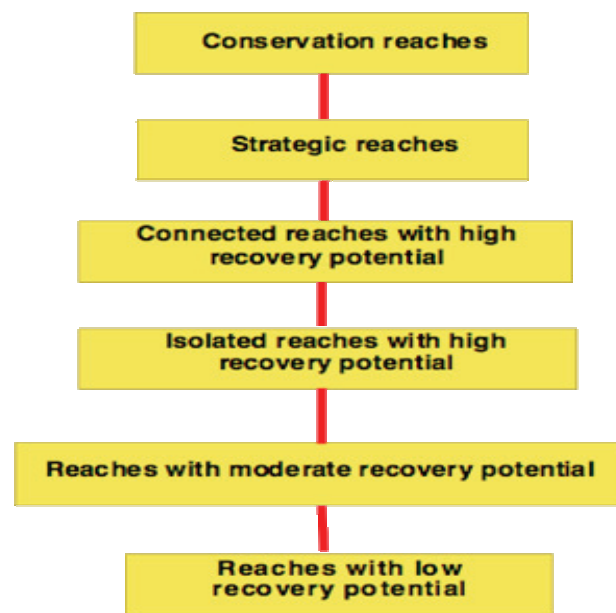 Conservation reaches
Strategic reaches
Connected reaches with high
recovery potential
Isolated reaches with high
recovery potential
Reaches with moderate recovery potential
Reaches with low
recovery potential